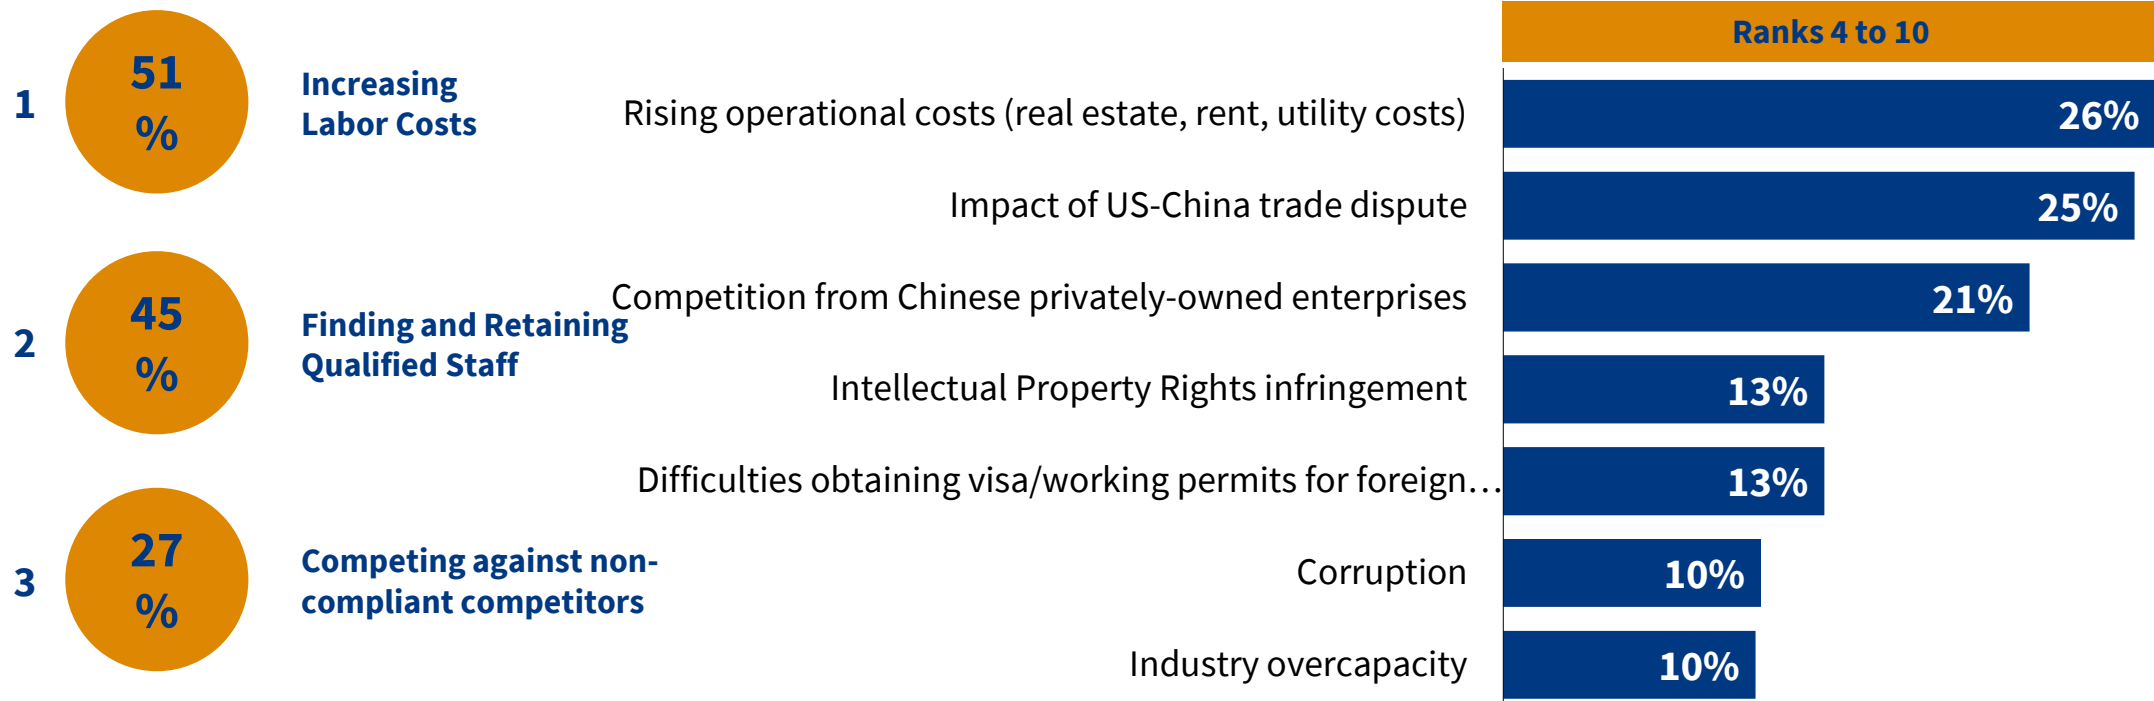 1
51
%
Increasing
Labor Costs
2
45
%
Finding and Retaining
Qualified Staff
3
27
%
Competing against non-
compliant competitors
Ranks 4 to 10
Rising operational costs (real estate, rent, utility costs)
26%
Impact of US-China trade dispute
25%
Competition from Chinese privately-owned enterprises
21%
Intellectual Property Rights infringement
13%
Difficulties obtaining visa/working permits for foreign…
13%
Corruption
10%
Industry overcapacity
10%